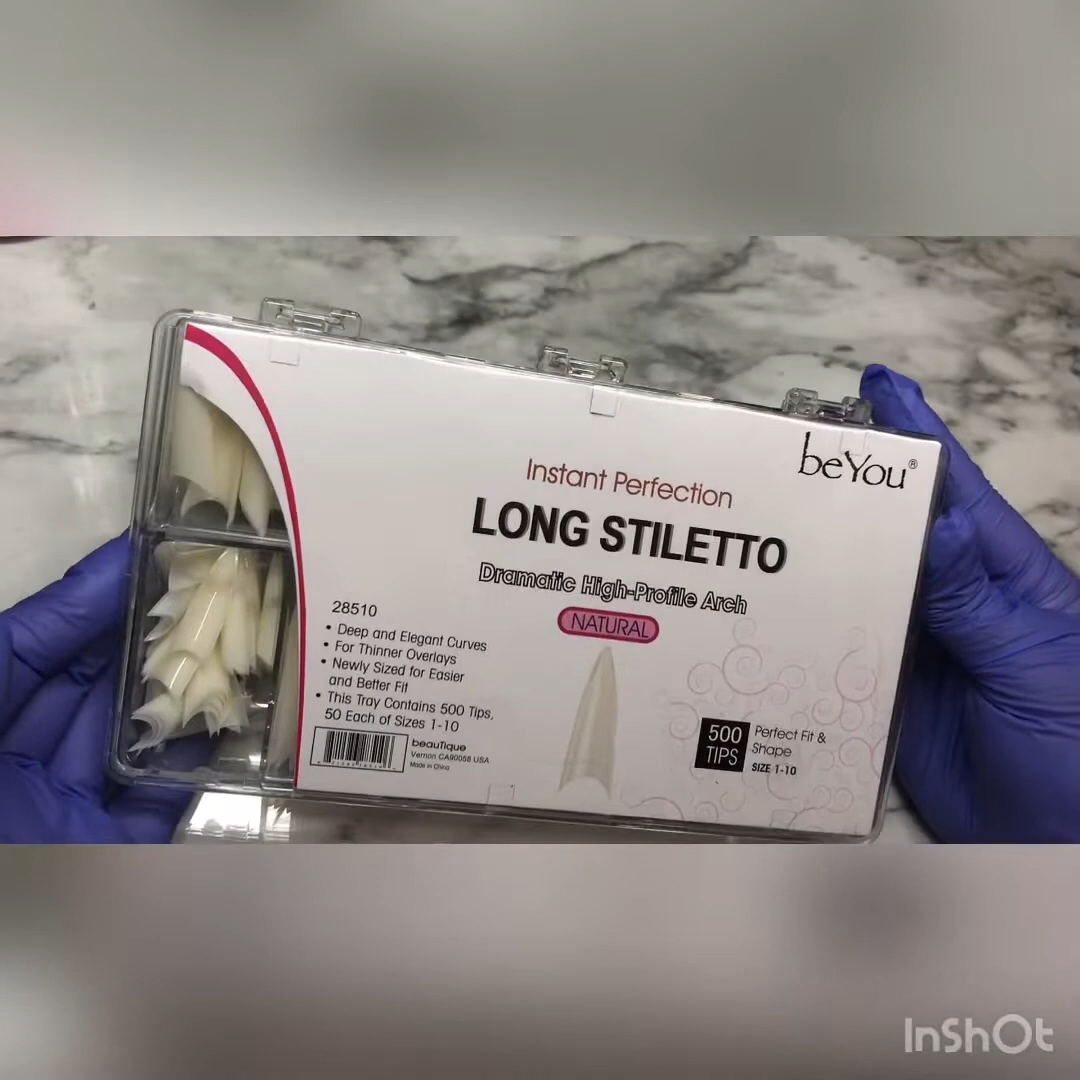 beYou®
Instant Perfection
LONG STILETTO
Dramatic High-Profile Arch
NATURAL
28510
• Deep and Elegant Curves
• For Thinner Overlays
• Newly Sized for Easier
and Better Fit
• This Tray Contains 500 Tips,
50 Each of Sizes 1-10
beauTique
Vernon CA90058 USA
Made in China
500
TIPS
Perfect Fit &
Shape
SIZE 1-10
InShOt